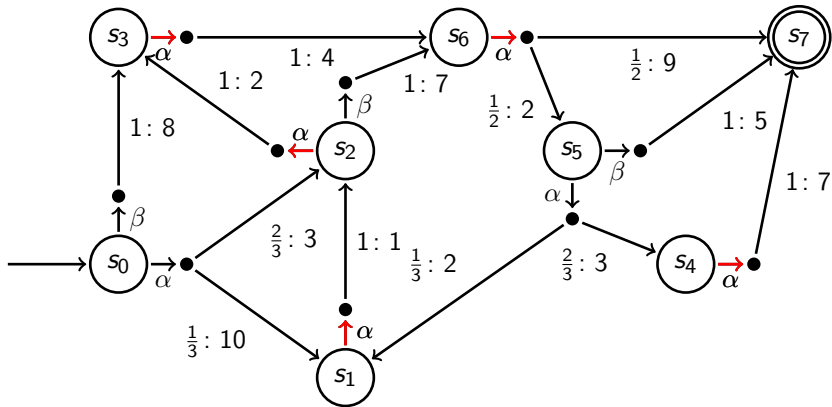 s₃
α
1 : 4
s₆
α
½ : 9
s₇
1 : 2
β
1 : 7
½ : 2
1 : 8
α
s₂
s₅
β
1 : 5
α
1 : 7
β
s₀
α
⅔ : 3
1 : 1
⅓ : 2
⅔ : 3
s₄
α
⅓ : 10
α
s₁